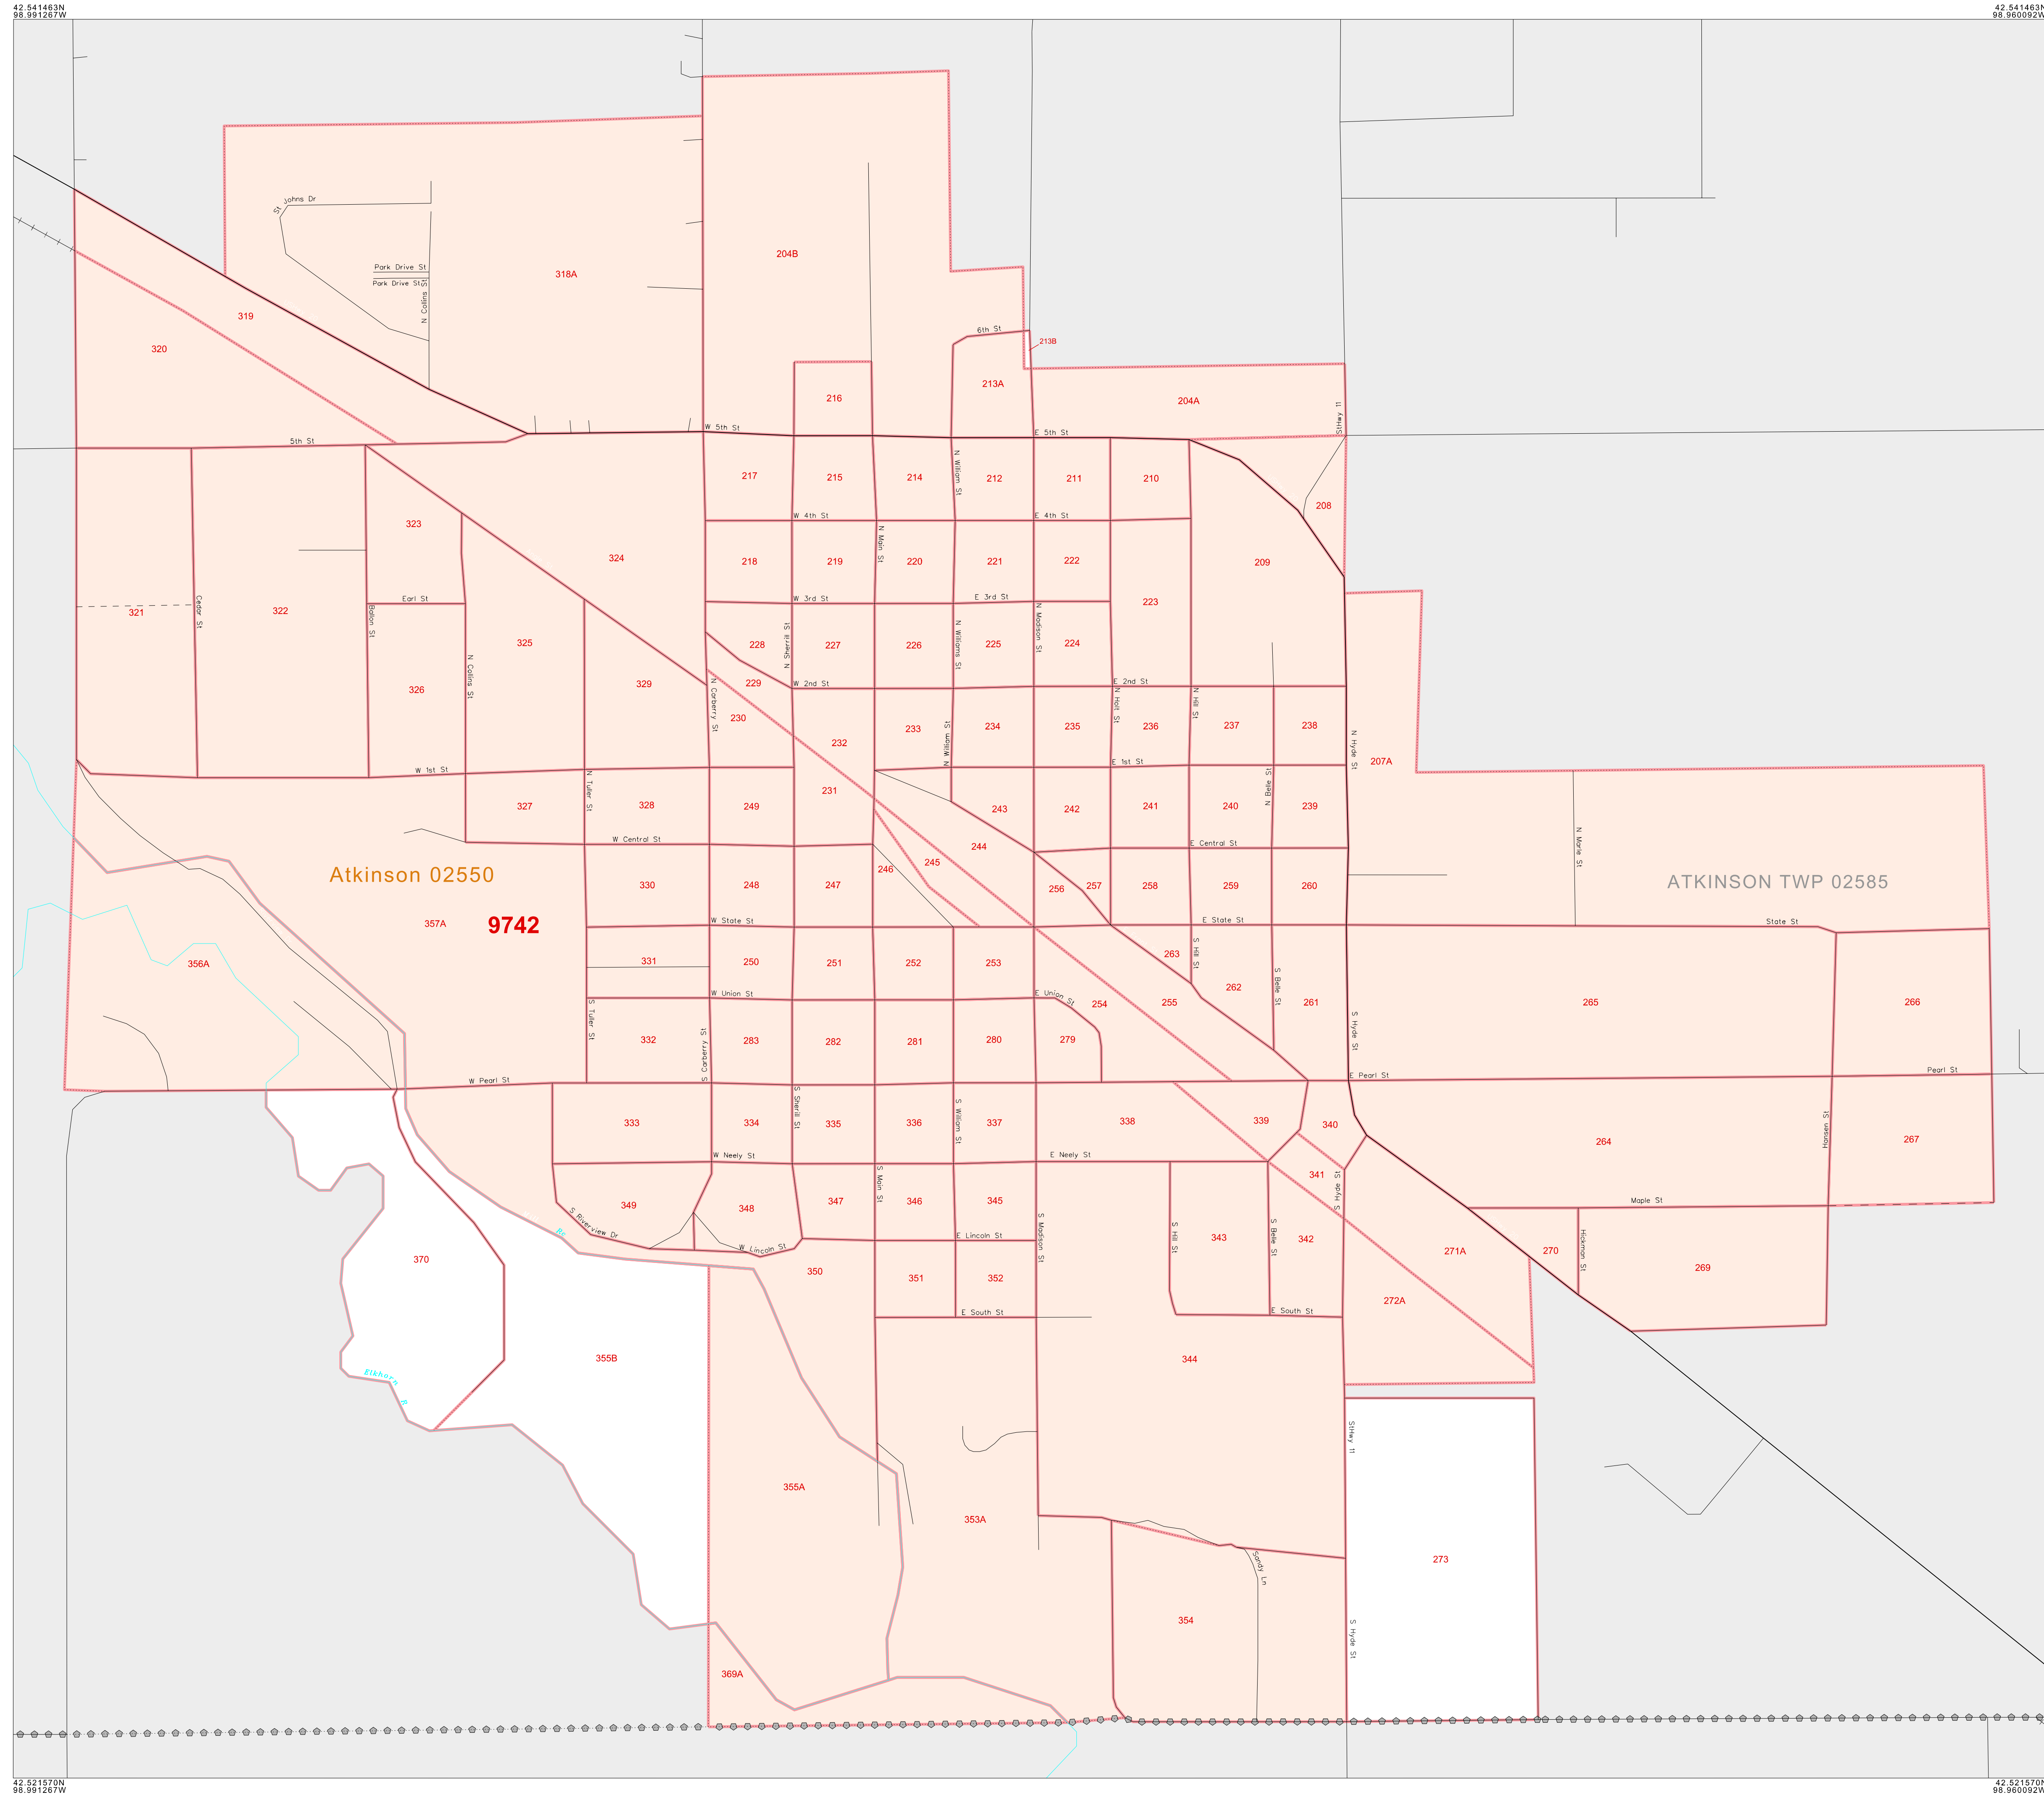 42.541463N
98.991267W
42.541463N
98.960092W
St Johns Dr
204B
318A
Park Drive St
Park Drive St
N Collins St
319
320
6th St
213B
213A
216
204A
StHwy 11
5th St
W 5th St
E 5th St
217
215
214
N William St
212
211
210
208
323
W 4th St
E 4th St
N Main St
324
218
219
220
221
222
209
321
322
Cedar St
Earl St
Ballon St
W 3rd St
E 3rd St
223
N Madison St
325
228
N Sherill St
227
226
N Williams St
225
224
326
N Collins St
329
229
W 2nd St
E 2nd St
N Carberry St
230
232
233
N William St
234
235
N Holt St
236
N Hill St
237
238
N Hyde St
207A
W 1st St
E 1st St
327
N Tuller St
328
249
231
243
242
241
240
N Belle St
239
W Central St
E Central St
244
N Marie St
Atkinson 02550
ATKINSON TWP 02585
330
248
247
246
245
256
257
258
259
260
357A
9742
W State St
E State St
State St
356A
331
250
251
252
253
263
S Hill St
262
S Belle St
W Union St
E Union St
254
255
261
265
266
S Tuller St
332
S Carberry St
283
282
281
280
279
S Hyde St
W Pearl St
E Pearl St
Pearl St
333
334
S Sherill St
335
336
S William St
337
338
339
340
264
Hansen St
267
W Neely St
E Neely St
341
S Hyde St
349
348
347
S Main St
346
345
Maple St
S Riverview Dr
R
W Lincoln St
E Lincoln St
S Madison St
S Hill St
343
S Belle St
342
271A
270
Hickman St
269
370
350
351
352
272A
E South St
E South St
355B
344
Elkhorn R
StHwy 11
355A
353A
273
Sandy Ln
354
S Hyde St
369A
42.521570N
98.991267W
42.521570N
98.960092W